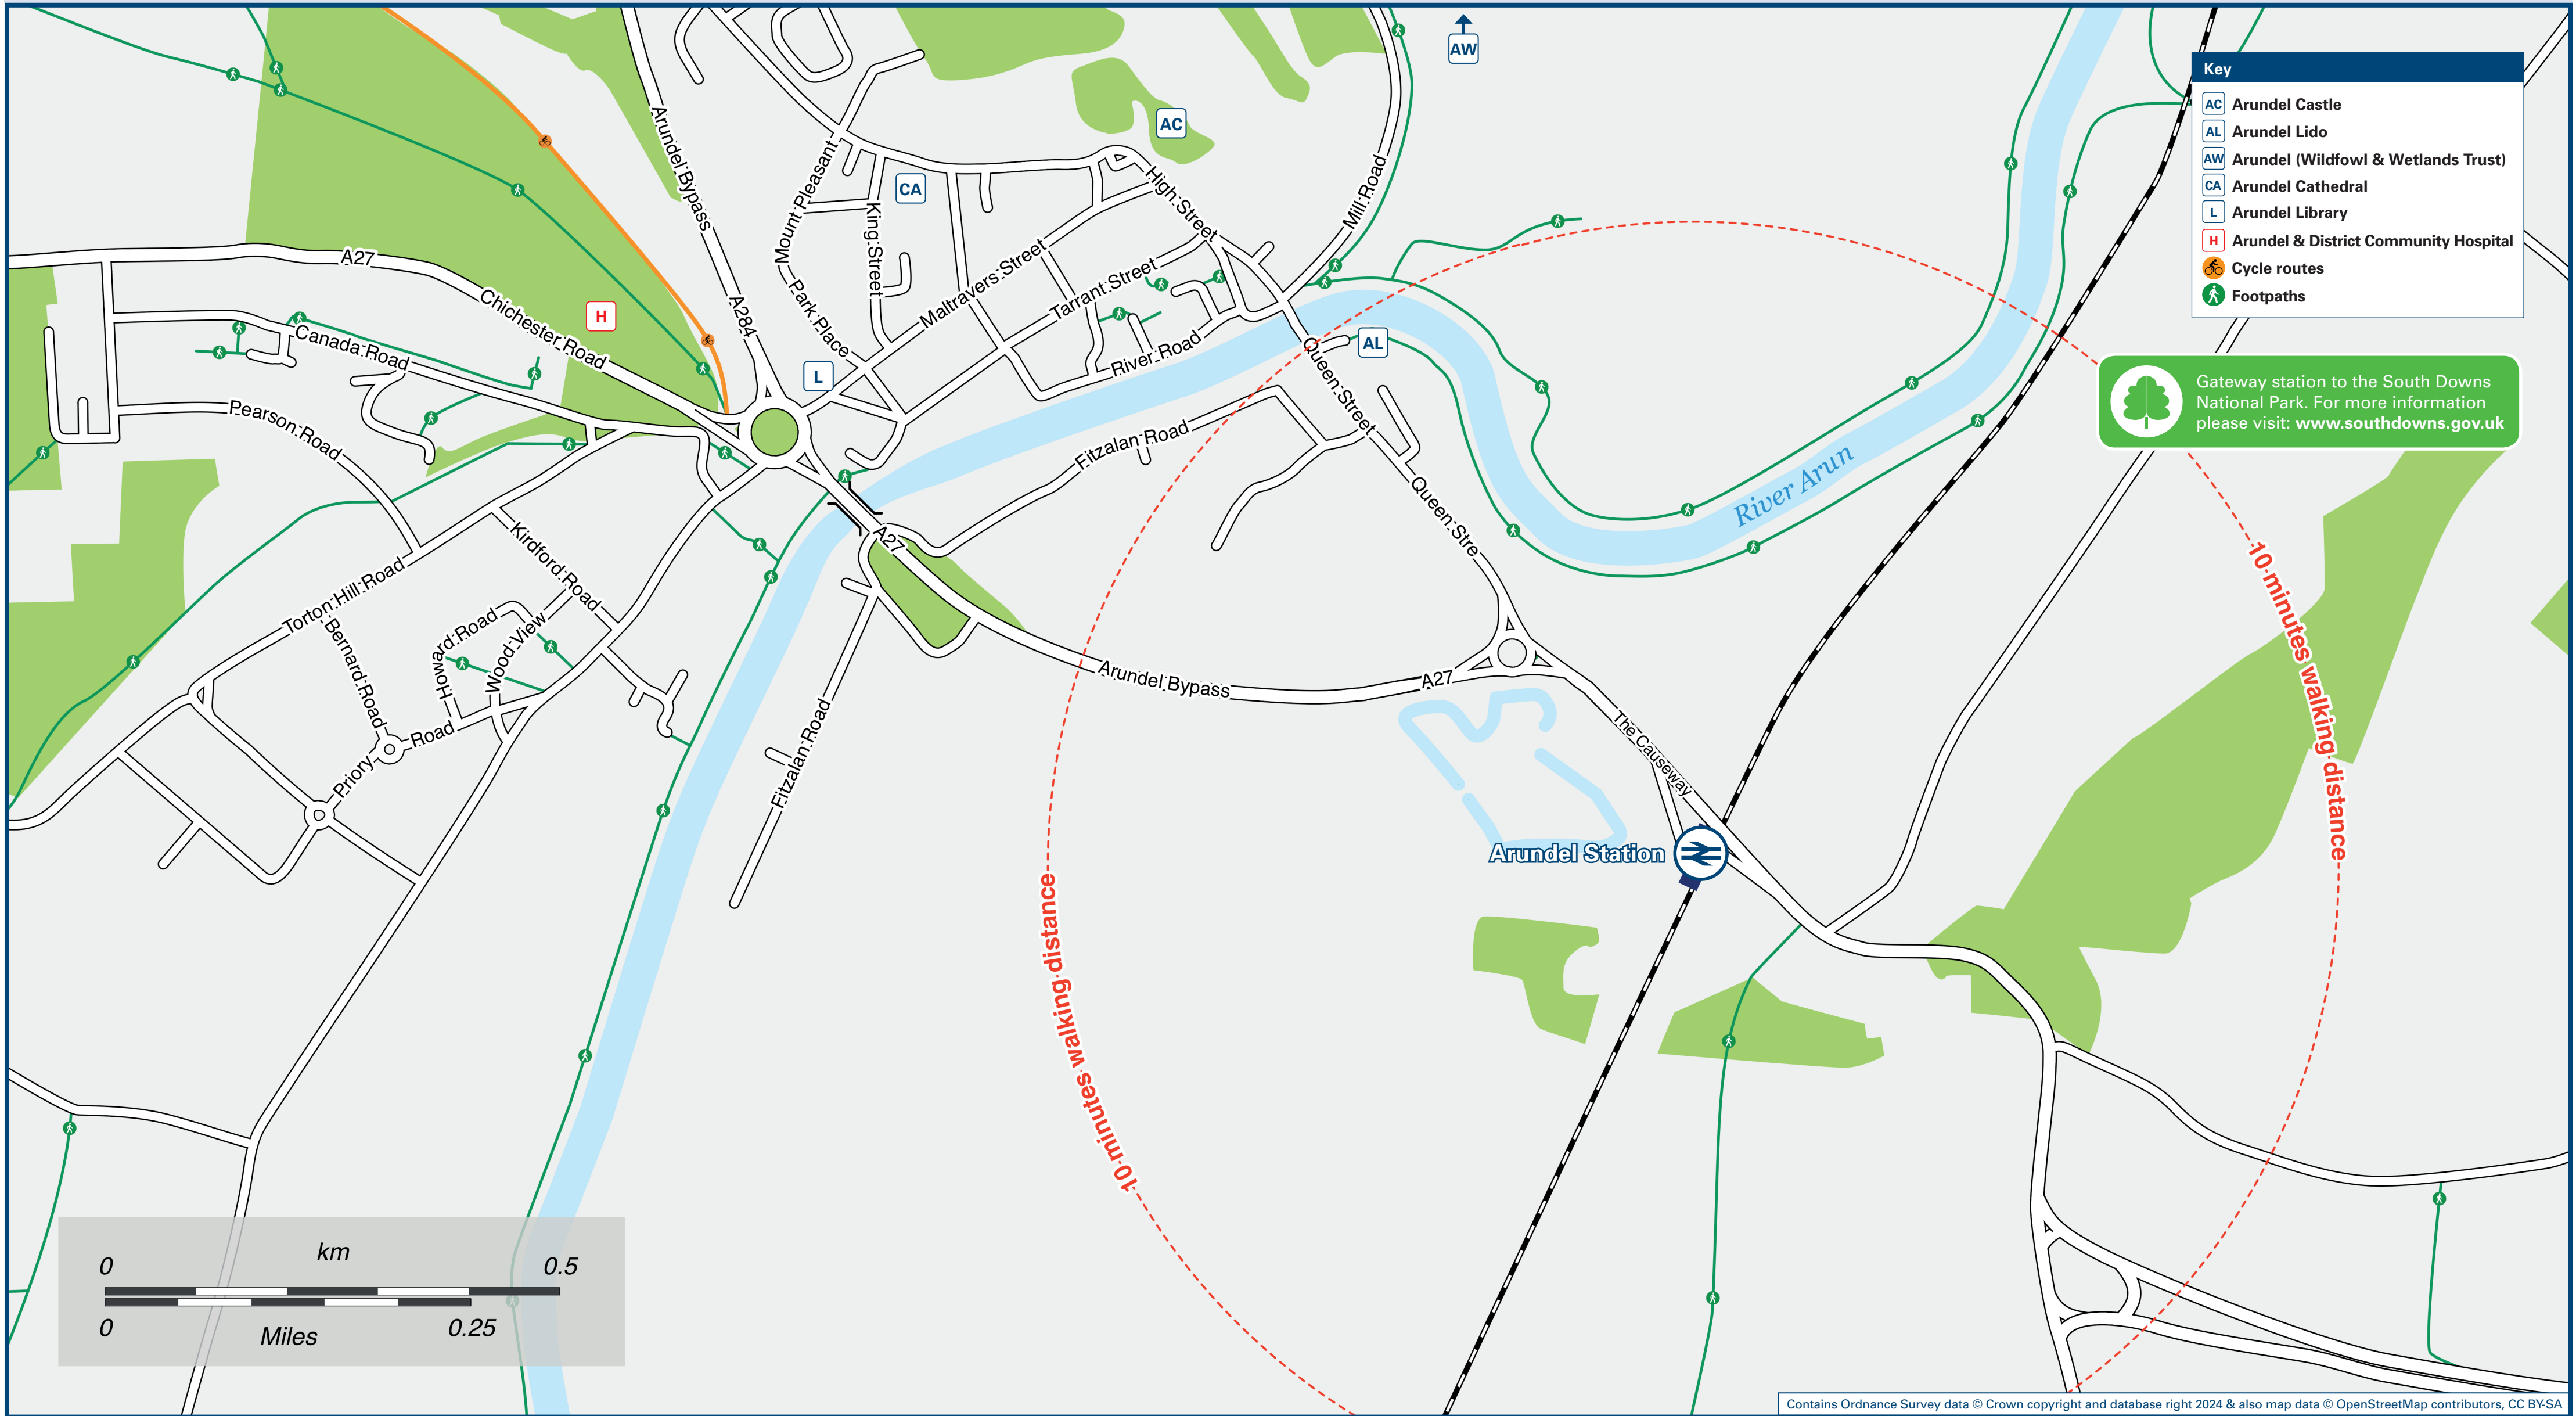 AW
Key
AC Arundel Castle
AL Arundel Lido
AW Arundel (Wildfowl & Wetlands Trust)
CA Arundel Cathedral
L Arundel Library
H Arundel & District Community Hospital
Cycle routes
Footpaths
Gateway station to the South Downs
National Park. For more information
please visit: www.southdowns.gov.uk
AC
CA
AL
L
H
Arundel Bypass
A284
Mount Pleasant
King Street
Park Place
High Street
Mill Road
Maltravers Street
Tarrant Street
River Road
Queen Street
Queen Stre
A27
Chichester Road
Canada Road
Pearson Road
Fitzalan Road
A27
Kirdford Road
Torton Hill Road
Bernard Road
Howard Road
Wood View
Priory Road
Fitzalan Road
Arundel Bypass
A27
The Causeway
River Arun
Arundel Station
10 minutes walking distance
10 minutes walking distance
km
0 0.5
0 0.25
Miles
Contains Ordnance Survey data © Crown copyright and database right 2024 & also map data © OpenStreetMap contributors, CC BY-SA